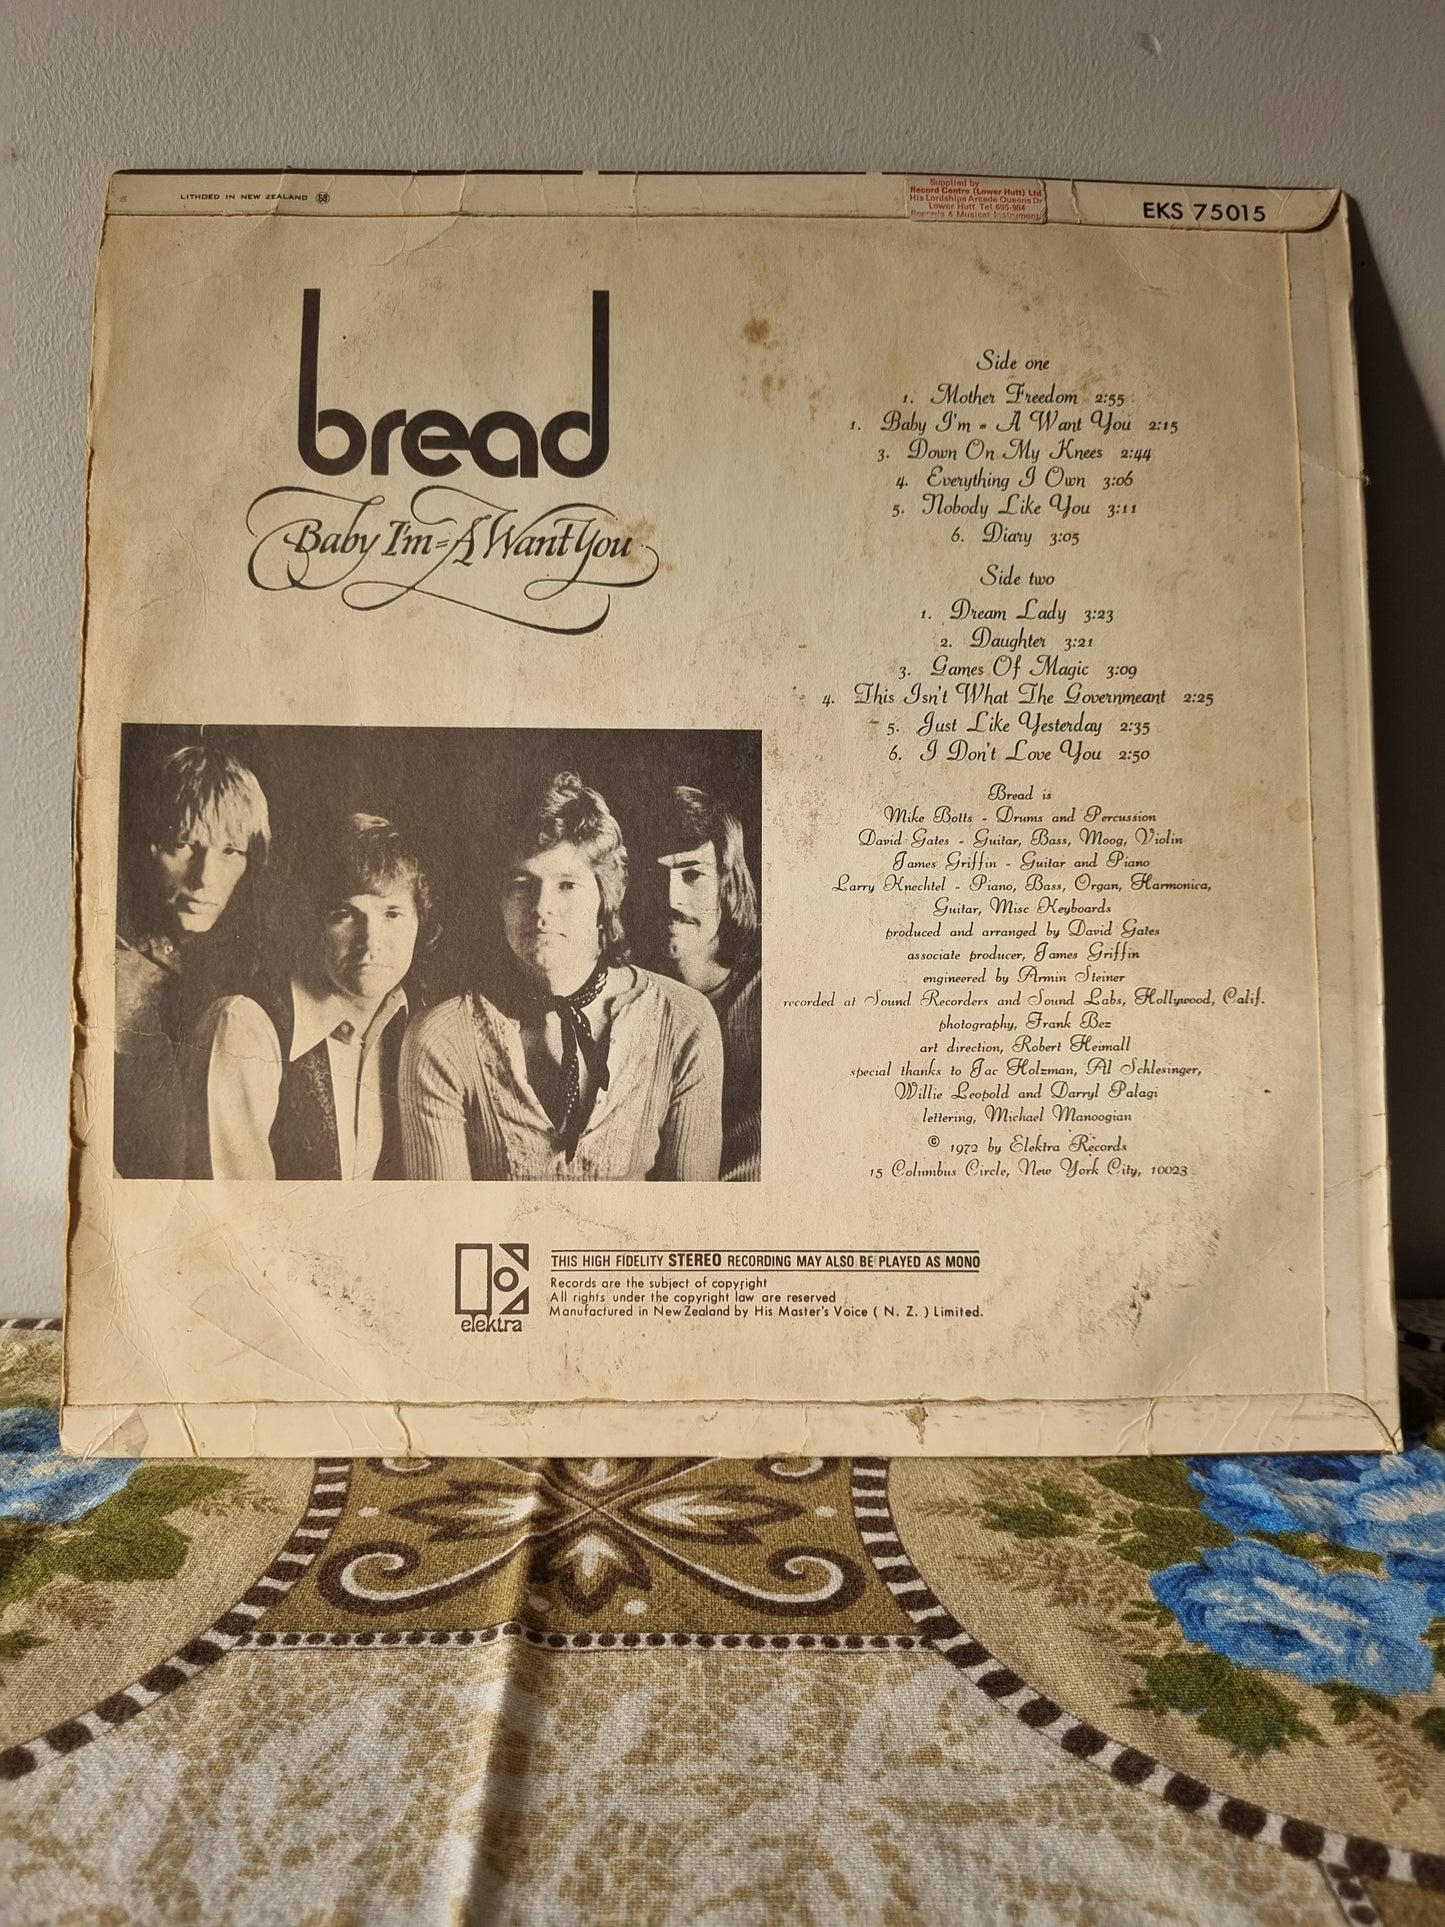 LITHOED IN NEW ZEALAND
Supplied by
Record Centre (Lower Hutt) Ltd
His Lordships Arcade Queens Dr
Lower Hutt Tel. 695-984
Records & Musical Instruments
EKS 75015
bread
Baby I'm=A Want You
Side one
1. Mother Freedom 2:55
1. Baby I'm = A Want You 2:15
3. Down On My Knees 2:44
4. Everything I Own 3:06
5. Nobody Like You 3:11
6. Diary 3:05
Side two
1. Dream Lady 3:23
2. Daughter 3:21
3. Games Of Magic 3:09
4. This Isn't What The Governmeant 2:25
5. Just Like Yesterday 2:35
6. I Don't Love You 2:50
Bread is
Mike Botts - Drums and Percussion
David Gates - Guitar, Bass, Moog, Violin
James Griffin - Guitar and Piano
Larry Knechtel - Piano, Bass, Organ, Harmonica,
Guitar, Misc Keyboards
produced and arranged by David Gates
associate producer, James Griffin
engineered by Armin Steiner
recorded at Sound Recorders and Sound Labs, Hollywood, Calif.
photography, Frank Bez
art direction, Robert Heimall
special thanks to Jac Holzman, Al Schlesinger,
Willie Leopold and Darryl Palagi
lettering, Michael Manoogian
© 1972 by Elektra Records
15 Columbus Circle, New York City, 10023
elektra
THIS HIGH FIDELITY STEREO RECORDING MAY ALSO BE PLAYED AS MONO
Records are the subject of copyright
All rights under the copyright law are reserved
Manufactured in New Zealand by His Master's Voice ( N. Z. ) Limited.